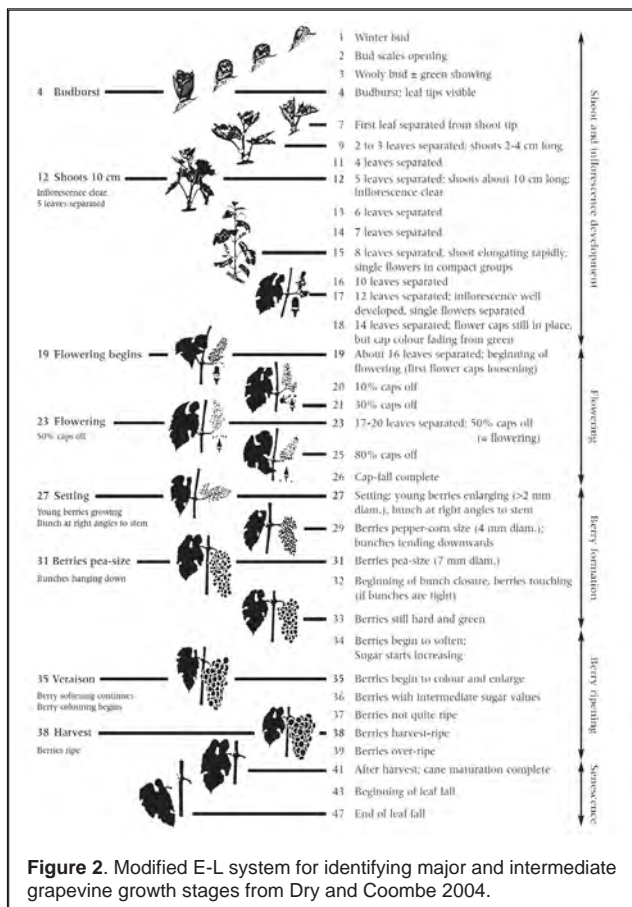 1 Winter bud
2 Bud scales opening
3 Wooly bud ± green showing
4 Budburst
4 Budburst; leaf tips visible
7 First leaf separated from shoot tip
9 2 to 3 leaves separated; shoots 2-4 cm long
11 4 leaves separated
12 Shoots 10 cm
Inflorescence clear,
5 leaves separated
12 5 leaves separated; shoots about 10 cm long;
inflorescence clear
13 6 leaves separated
14 7 leaves separated
15 8 leaves separated, shoot elongating rapidly;
single flowers in compact groups
16 10 leaves separated
17 12 leaves separated; inflorescence well
developed, single flowers separated
18 14 leaves separated; flower caps still in place,
but cap colour fading from green
Shoot and inflorescence development
19 Flowering begins
19 About 16 leaves separated; beginning of
flowering (first flower caps loosening)
20 10% caps off
21 30% caps off
23 Flowering
50% caps off
23 17-20 leaves separated; 50% caps off
(= flowering)
25 80% caps off
26 Cap-fall complete
Flowering
27 Setting
Young berries growing
Bunch at right angles to stem
27 Setting; young berries enlarging (>2 mm
diam.), bunch at right angles to stem
29 Berries pepper-corn size (4 mm diam.);
bunches tending downwards
31 Berries pea-size
Bunches hanging down
31 Berries pea-size (7 mm diam.)
32 Beginning of bunch closure, berries touching
(if bunches are tight)
33 Berries still hard and green
Berry formation
34 Berries begin to soften;
Sugar starts increasing
35 Veraison
Berry softening continues
Berry colouring begins
35 Berries begin to colour and enlarge
36 Berries with intermediate sugar values
37 Berries not quite ripe
38 Harvest
Berries ripe
38 Berries harvest-ripe
39 Berries over-ripe
Berry ripening
41 After harvest; cane maturation complete
43 Beginning of leaf fall
47 End of leaf fall
Senescence
Figure 2. Modified E-L system for identifying major and intermediate
grapevine growth stages from Dry and Coombe 2004.